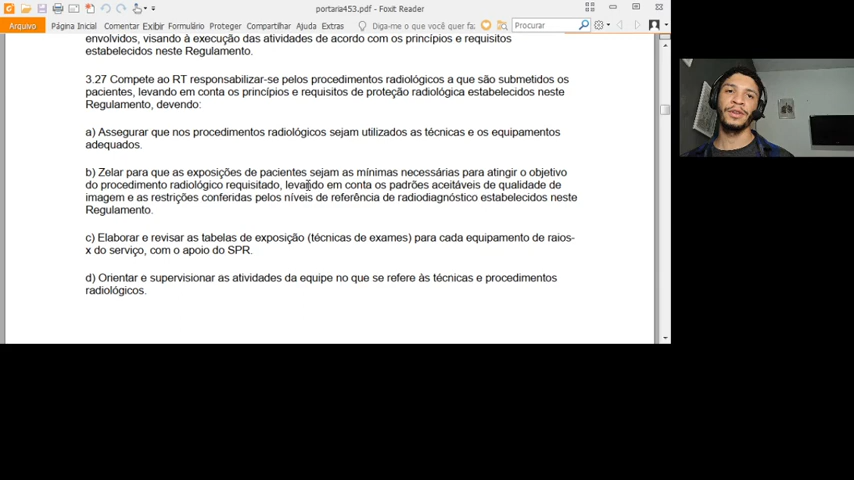 portaria453.pdf - Foxit Reader
Arquivo Página Inicial Comentar Exibir Formulário Proteger Compartilhar Ajuda Extras Diga-me o que você quer fa: Procurar
envolvidos, visando à execução das atividades de acordo com os princípios e requisitos
estabelecidos neste Regulamento.
3.27 Compete ao RT responsabilizar-se pelos procedimentos radiológicos a que são submetidos os
pacientes, levando em conta os princípios e requisitos de proteção radiológica estabelecidos neste
Regulamento, devendo:
a) Assegurar que nos procedimentos radiológicos sejam utilizados as técnicas e os equipamentos
adequados.
b) Zelar para que as exposições de pacientes sejam as mínimas necessárias para atingir o objetivo
do procedimento radiológico requisitado, levando em conta os padrões aceitáveis de qualidade de
imagem e as restrições conferidas pelos níveis de referência de radiodiagnóstico estabelecidos neste
Regulamento.
c) Elaborar e revisar as tabelas de exposição (técnicas de exames) para cada equipamento de raios-
x do serviço, com o apoio do SPR.
d) Orientar e supervisionar as atividades da equipe no que se refere às técnicas e procedimentos
radiológicos.